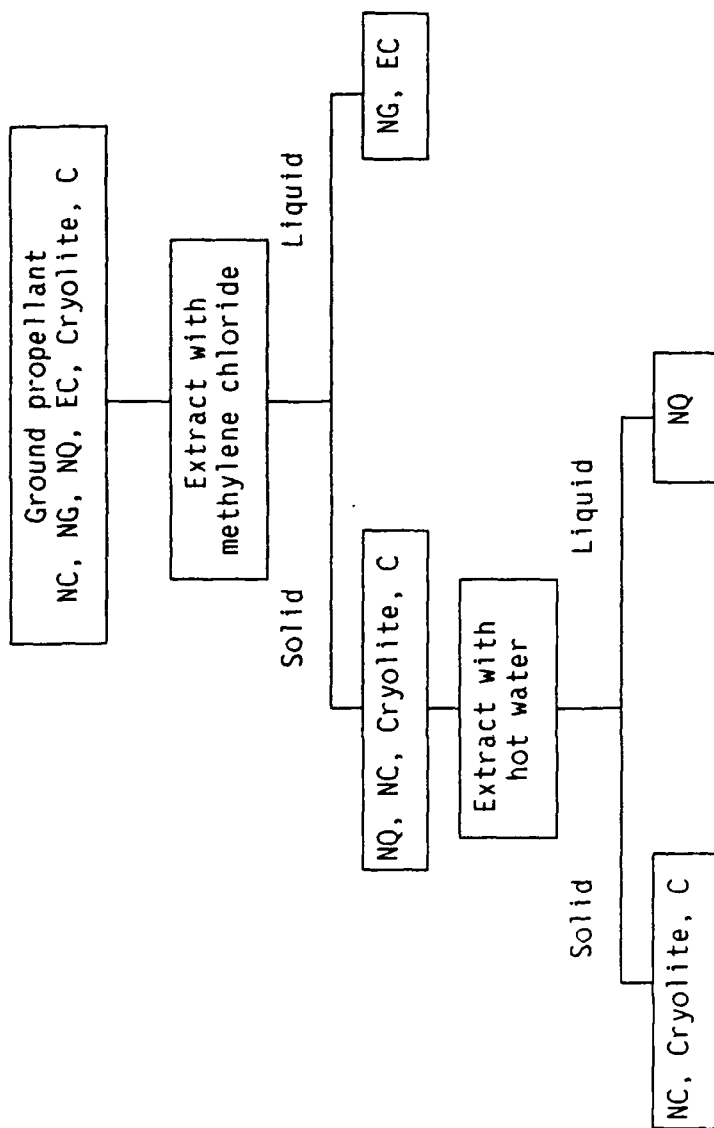 Ground propellant
NC, NG, NQ, EC, Cryolite, C
Extract with
methylene chloride
Solid
Liquid
NQ, NC, Cryolite, C
NG, EC
Extract with
hot water
Solid
Liquid
NC, Cryolite, C
NQ